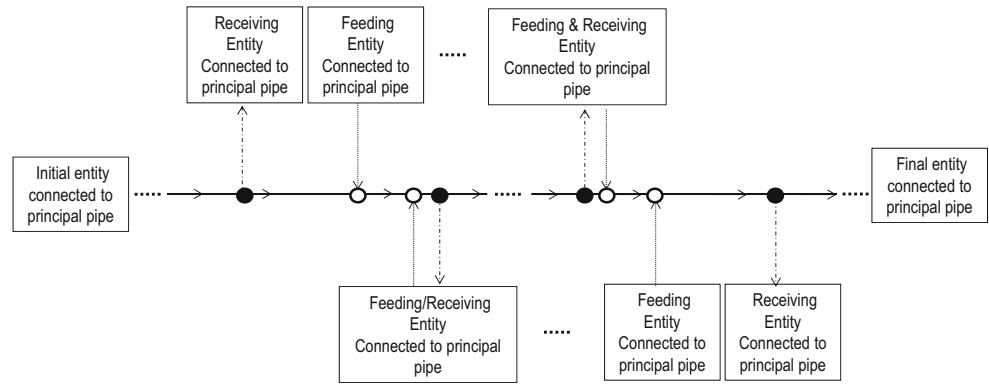 Receiving
Entity
Connected to
principal pipe
Feeding
Entity
Connected to
principal pipe
Feeding & Receiving
Entity
Connected to principal
pipe
Initial entity
connected to
principal pipe
Final entity
connected to
principal pipe
Feeding/Receiving
Entity
Connected to principal
pipe
Feeding
Entity
Connected to
principal pipe
Receiving
Entity
Connected to
principal pipe